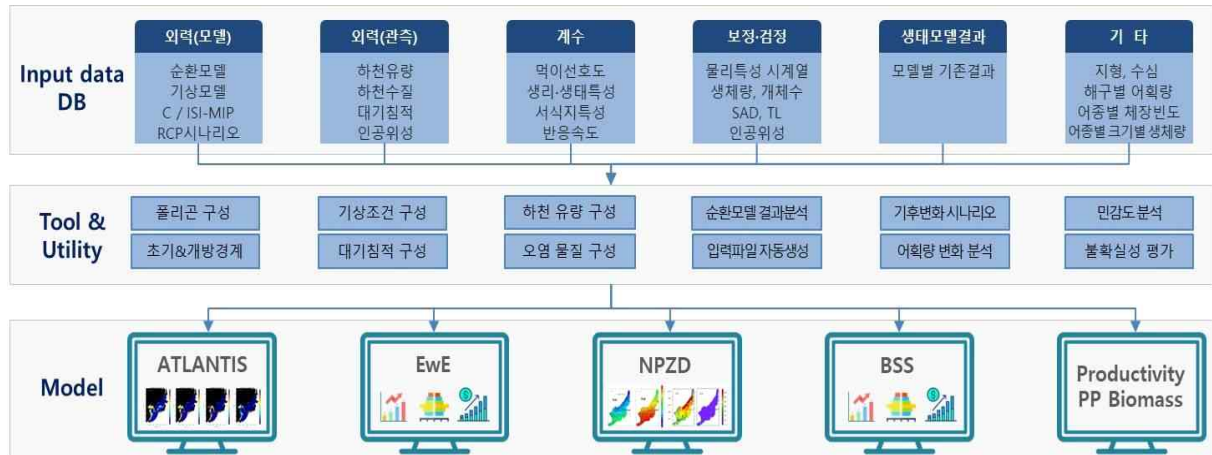 Input data
DB
외력(모델)
순환모델
기상모델
C / ISI-MIP
RCP시나리오
외력(관측)
하천유량
하천수질
대기침적
인공위성
계수
먹이선호도
생리·생태특성
서식지특성
반응속도
보정·검정
물리특성 시계열
생체량, 개체수
SAD, TL
인공위성
생태모델결과
모델별 기존결과
기 타
지형, 수심
해구별 어획량
어종별 체장빈도
어종별 크기별 생체량
Tool &
Utility
폴리곤 구성
기상조건 구성
하천 유량 구성
순환모델 결과분석
기후변화 시나리오
민감도 분석
초기&개방경계
대기침적 구성
오염 물질 구성
입력파일 자동생성
어획량 변화 분석
불확실성 평가
Model
ATLANTIS
EwE
NPZD
BSS
Productivity
PP Biomass